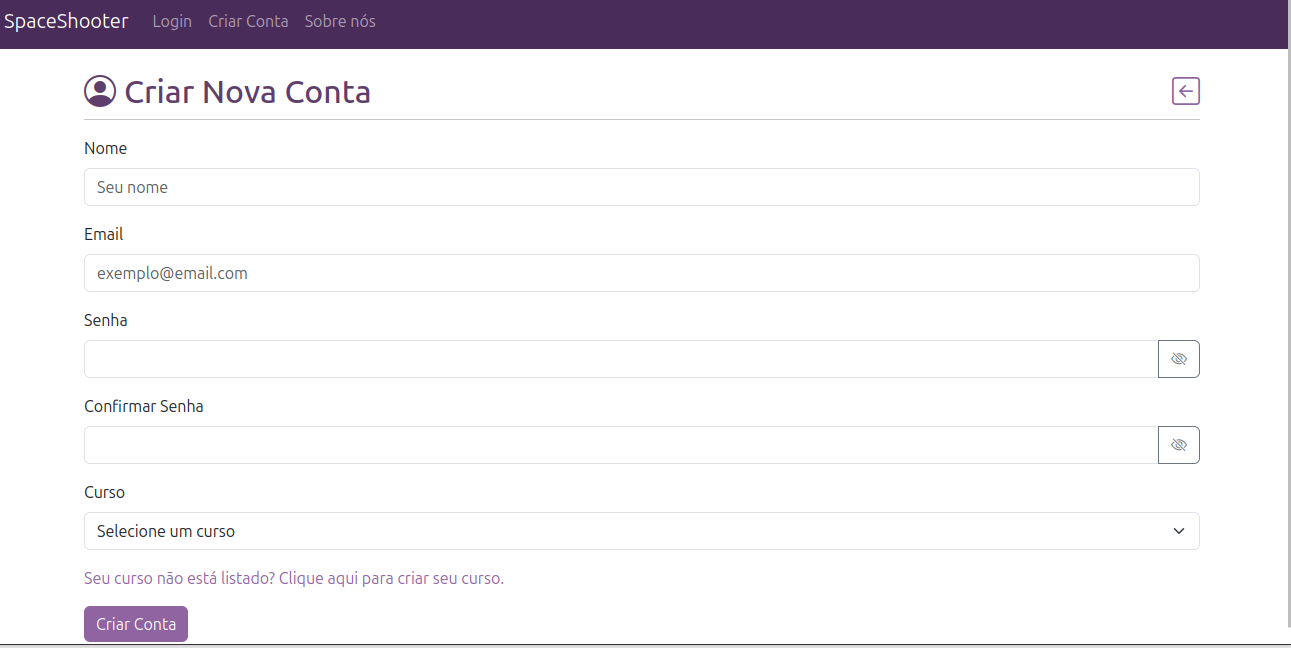 SpaceShooter Login Criar Conta Sobre nós
Criar Nova Conta
Nome
Seu nome
Email
exemplo@email.com
Senha
Confirmar Senha
Curso
Selecione um curso
Seu curso não está listado? Clique aqui para criar seu curso.
Criar Conta